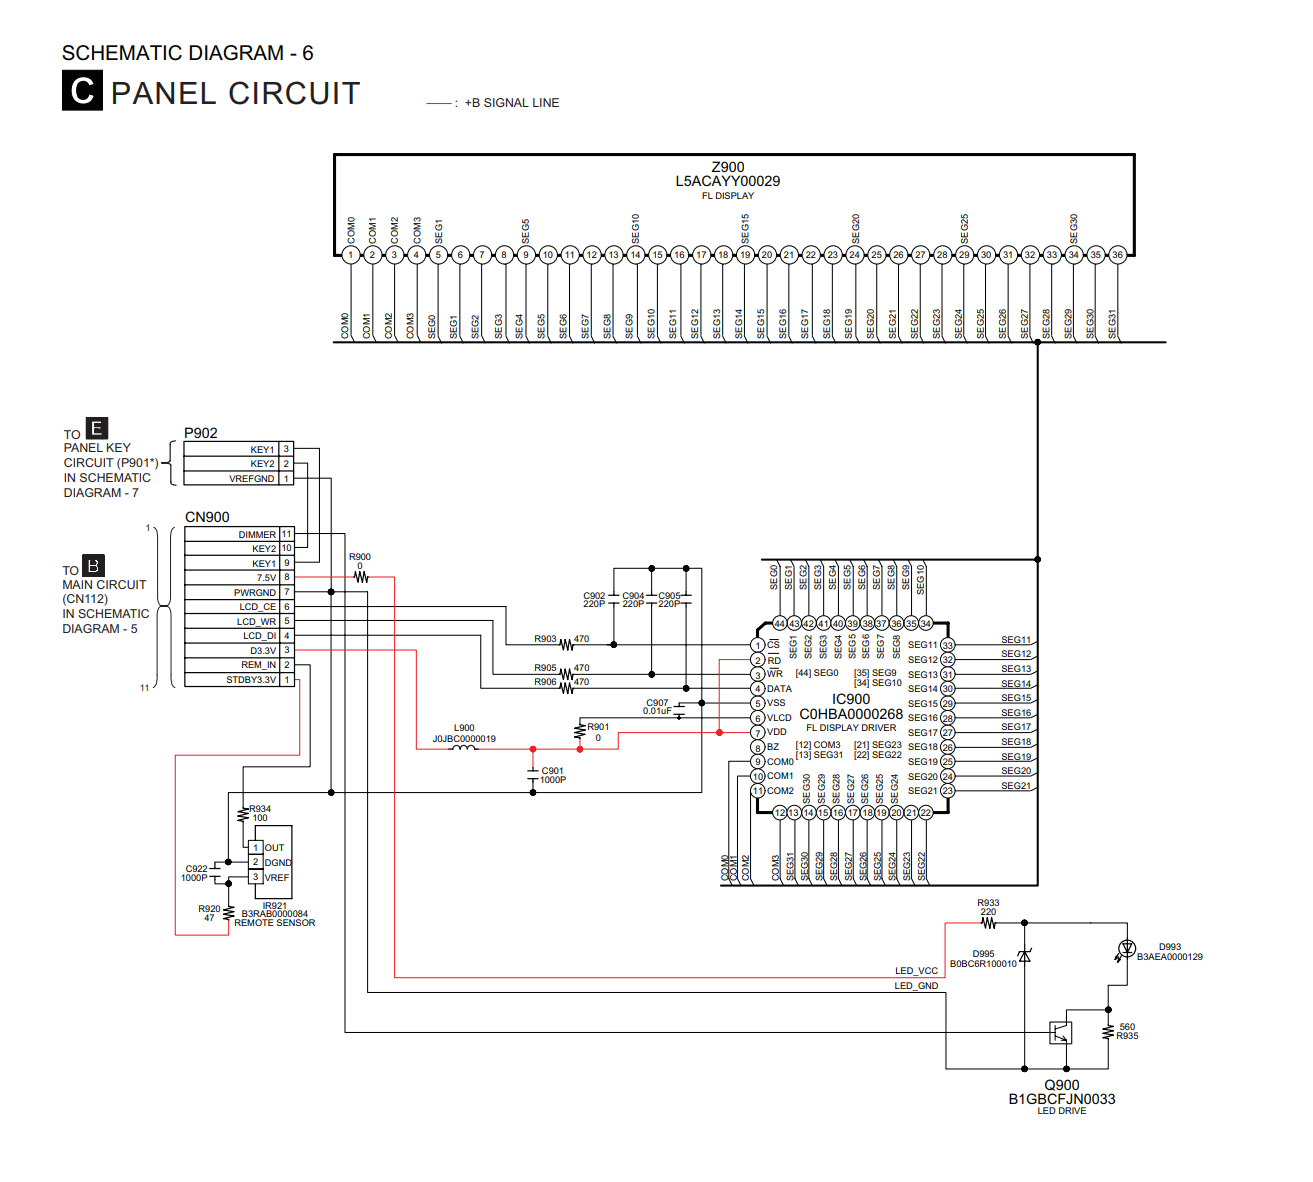 SCHEMATIC DIAGRAM - 6
C PANEL CIRCUIT
: +B SIGNAL LINE
Z900
L5ACAYY00029
FL DISPLAY
COM0 COM1 COM2 COM3 SEG1 SEG5 SEG10 SEG15 SEG20 SEG25 SEG30
1 2 3 4 5 6 7 8 9 10 11 12 13 14 15 16 17 18 19 20 21 22 23 24 25 26 27 28 29 30 31 32 33 34 35 36
COM0 COM1 COM2 COM3 SEG0 SEG1 SEG2 SEG3 SEG4 SEG5 SEG6 SEG7 SEG8 SEG9 SEG10 SEG11 SEG12 SEG13 SEG14 SEG15 SEG16 SEG17 SEG18 SEG19 SEG20 SEG21 SEG22 SEG23 SEG24 SEG25 SEG26 SEG27 SEG28 SEG29 SEG30 SEG31
TO E
PANEL KEY
CIRCUIT (P901*)
IN SCHEMATIC
DIAGRAM - 7
P902
KEY1 3
KEY2 2
VREFGND 1
CN900
1
11
TO B
MAIN CIRCUIT
(CN112)
IN SCHEMATIC
DIAGRAM - 5
DIMMER 11
KEY2 10
KEY1 9
7.5V 8
PWRGND 7
LCD_CE 6
LCD_WR 5
LCD_DI 4
D3.3V 3
REM_IN 2
STDBY3.3V 1
R900
0
C902
220P
C904
220P
C905
220P
R903 470
R905 470
R906 470
C907
0.01uF
R901
0
L900
J0JBC0000019
C901
1000P
SEG0 SEG1 SEG2 SEG3 SEG4 SEG5 SEG6 SEG7 SEG8 SEG9 SEG10
44 43 42 41 40 39 38 37 36 35 34
SEG1 SEG2 SEG3 SEG4 SEG5 SEG6 SEG7 SEG8
[44] SEG0 [35] SEG9
[34] SEG10
IC900
C0HBA0000268
FL DISPLAY DRIVER
[12] COM3 [21] SEG23
[13] SEG31 [22] SEG22
1 CS
2 RD
3 WR
4 DATA
5 VSS
6 VLCD
7 VDD
8 BZ
9 COM0
10 COM1
11 COM2
SEG11 33 SEG11
SEG12 32 SEG12
SEG13 31 SEG13
SEG14 30 SEG14
SEG15 29 SEG15
SEG16 28 SEG16
SEG17 27 SEG17
SEG18 26 SEG18
SEG19 25 SEG19
SEG20 24 SEG20
SEG21 23 SEG21
SEG30 SEG29 SEG28 SEG27 SEG26 SEG25 SEG24
12 13 14 15 16 17 18 19 20 21 22
COM0 COM1 COM2 COM3 SEG31 SEG30 SEG29 SEG28 SEG27 SEG26 SEG25 SEG24 SEG23 SEG22
R934
100
1 OUT
2 DGND
3 VREF
C922
1000P
R920
47
IR921
B3RAB0000084
REMOTE SENSOR
LED_VCC
LED_GND
R933
220
D995
B0BC6R100010
D993
B3AEA0000129
560
R935
Q900
B1GBCFJN0033
LED DRIVE